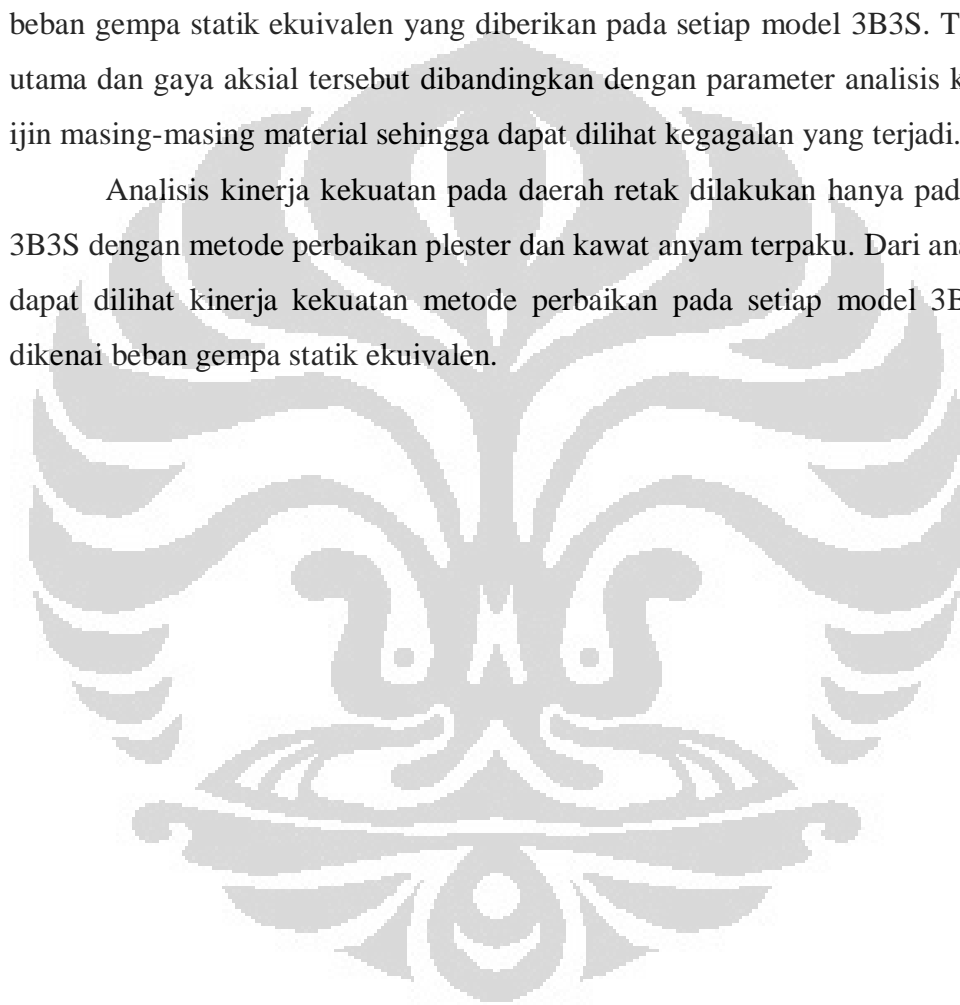 beban gempa statik ekuivalen yang diberikan pada setiap model 3B3S.
utama dan gaya aksial tersebut dibandingkan dengan parameter analisis
ijin masing-masing material sehingga dapat dilihat kegagalan yang terjadi.
Analisis kinerja kekuatan pada daerah retak dilakukan hanya
3B3S dengan metode perbaikan plester dan kawat anyam terpaku. Dari
dapat dilihat kinerja kekuatan metode perbaikan pada setiap model
dikenai beban gempa statik ekuivalen.